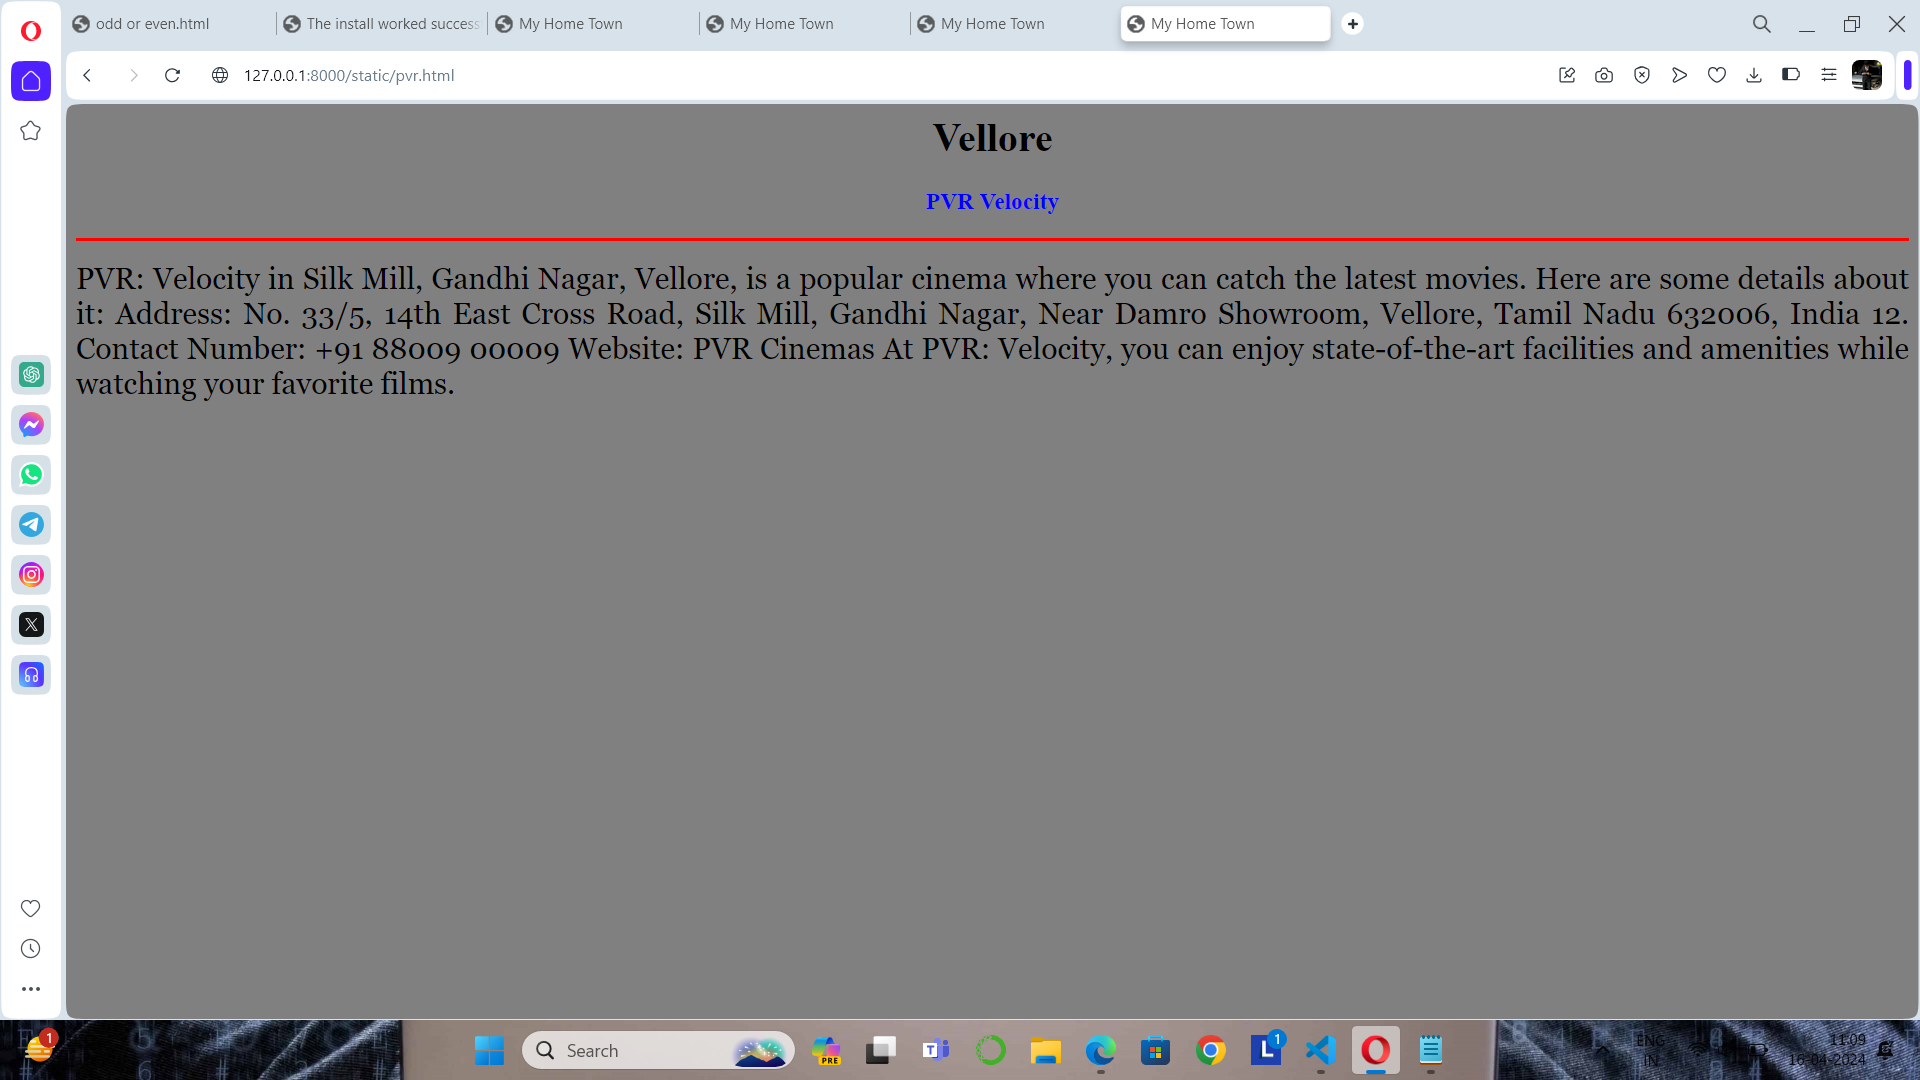 odd or even.html
The install worked success
My Home Town
My Home Town
My Home Town
My Home Town
127.0.0.1:8000/static/pvr.html
Vellore
PVR Velocity
PVR: Velocity in Silk Mill, Gandhi Nagar, Vellore, is a popular cinema where you can catch the latest movies. Here are some details about
it: Address: No. 33/5, 14th East Cross Road, Silk Mill, Gandhi Nagar, Near Damro Showroom, Vellore, Tamil Nadu 632006, India 12.
Contact Number: +91 88009 00009 Website: PVR Cinemas At PVR: Velocity, you can enjoy state-of-the-art facilities and amenities while
watching your favorite films.
1
Search
PRE
T
L
1
ENG
IN
11:09
16-04-2024